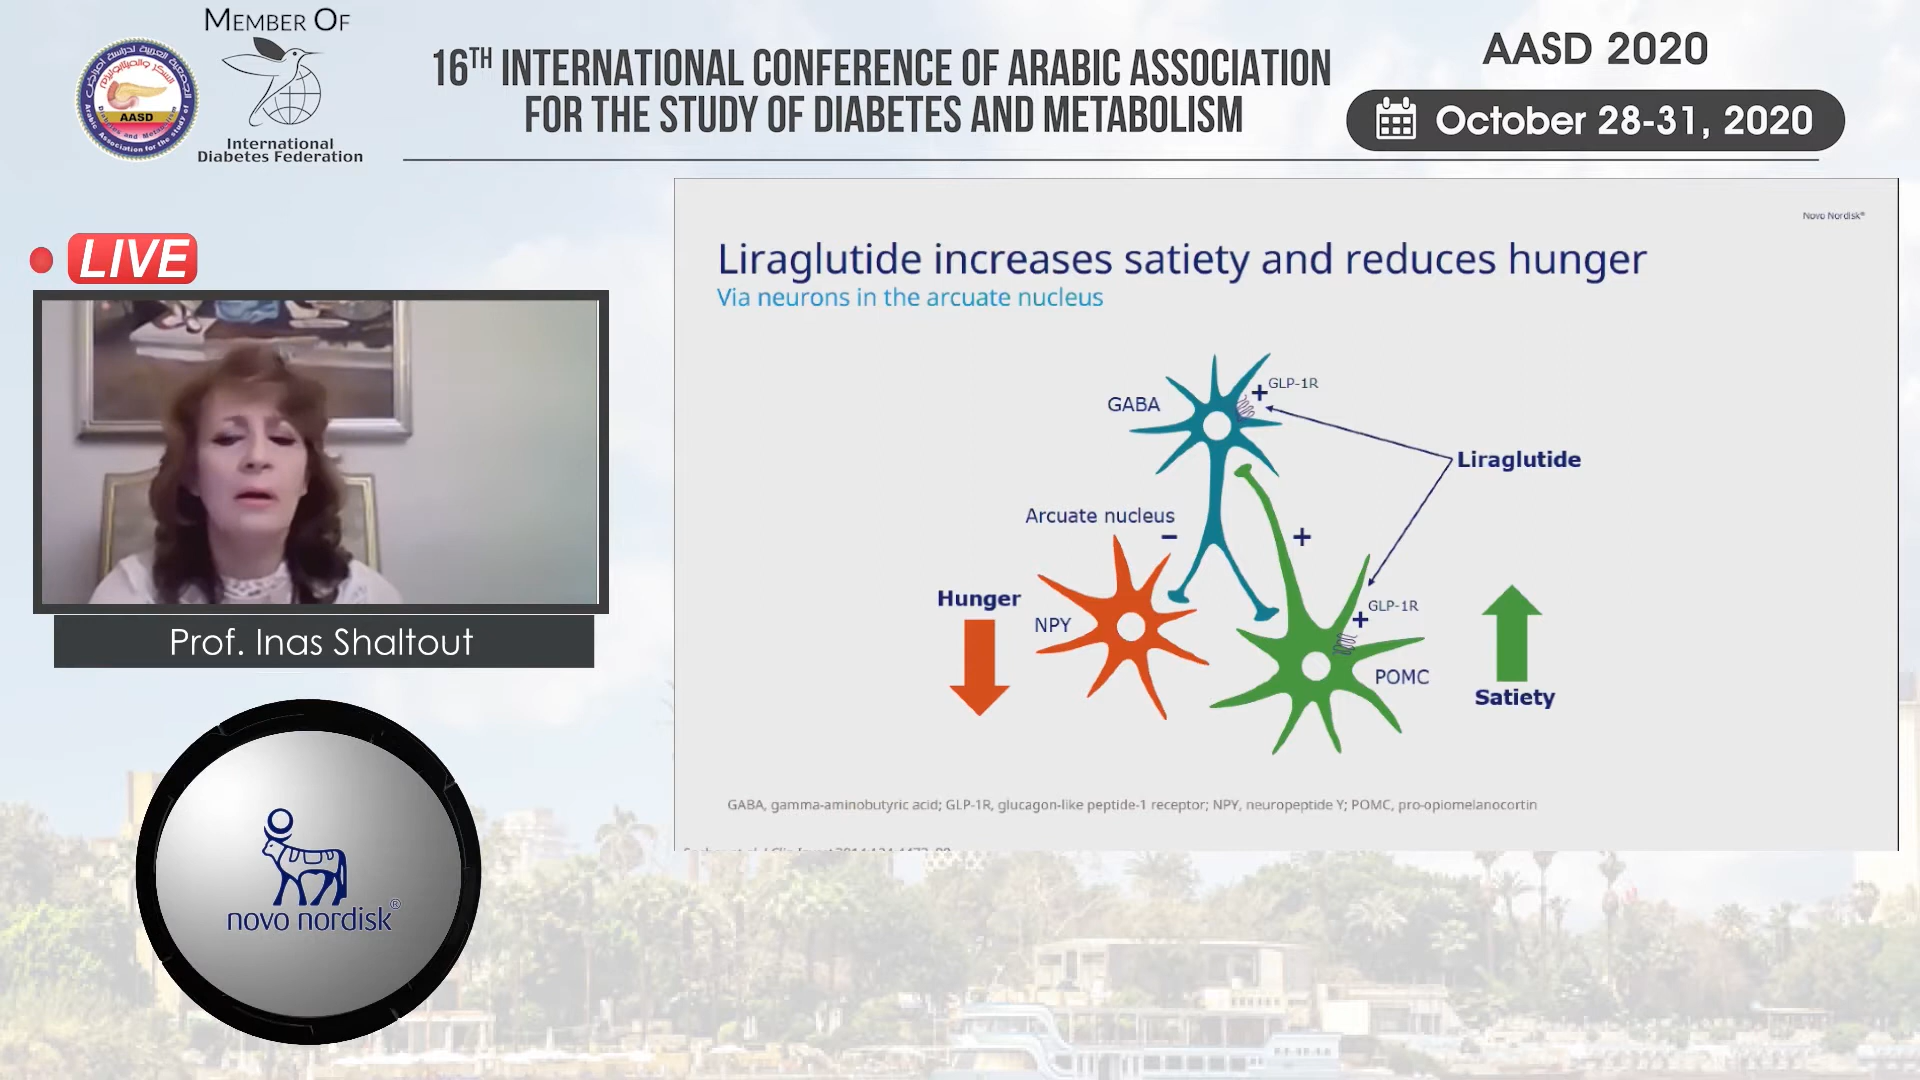 MEMBER OF
AASD
International
Diabetes Federation
16TH INTERNATIONAL CONFERENCE OF ARABIC ASSOCIATION
FOR THE STUDY OF DIABETES AND METABOLISM
AASD 2020
October 28-31, 2020
LIVE
Prof. Inas Shaltout
novo nordisk®
Novo Nordisk®
Liraglutide increases satiety and reduces hunger
Via neurons in the arcuate nucleus
GABA
+
GLP-1R
Liraglutide
Arcuate nucleus
−
+
Hunger
NPY
GLP-1R
+
POMC
Satiety
GABA, gamma-aminobutyric acid; GLP-1R, glucagon-like peptide-1 receptor; NPY, neuropeptide Y; POMC, pro-opiomelanocortin